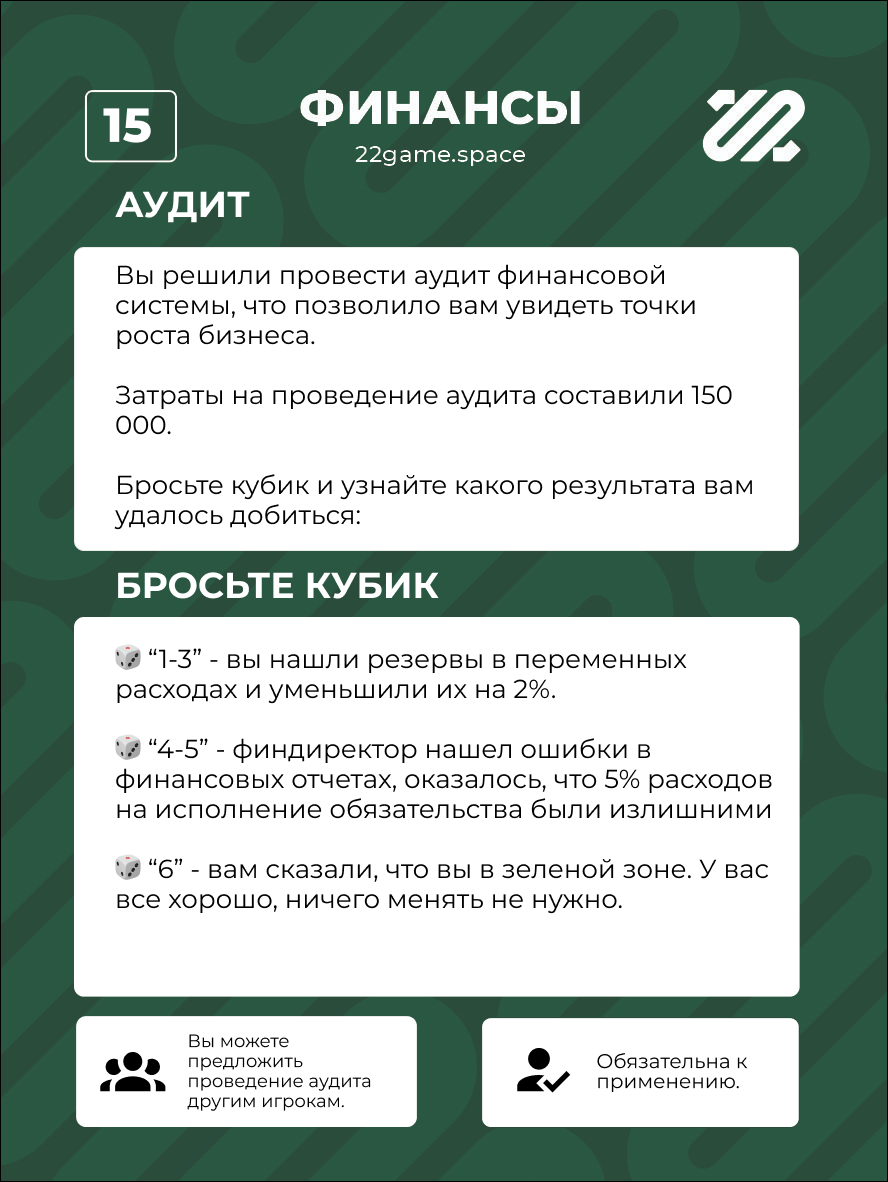 15
ФИНАНСЫ
22game.space
АУДИТ
Вы решили провести аудит финансовой
системы, что позволило вам увидеть точки
роста бизнеса.
Затраты на проведение аудита составили 150
000.
Бросьте кубик и узнайте какого результата вам
удалось добиться:
БРОСЬТЕ КУБИК
“1-3” - вы нашли резервы в переменных
расходах и уменьшили их на 2%.
“4-5” - финдиректор нашел ошибки в
финансовых отчетах, оказалось, что 5% расходов
на исполнение обязательства были излишними
“6” - вам сказали, что вы в зеленой зоне. У вас
все хорошо, ничего менять не нужно.
Вы можете
предложить
проведение аудита
другим игрокам.
Обязательна к
применению.